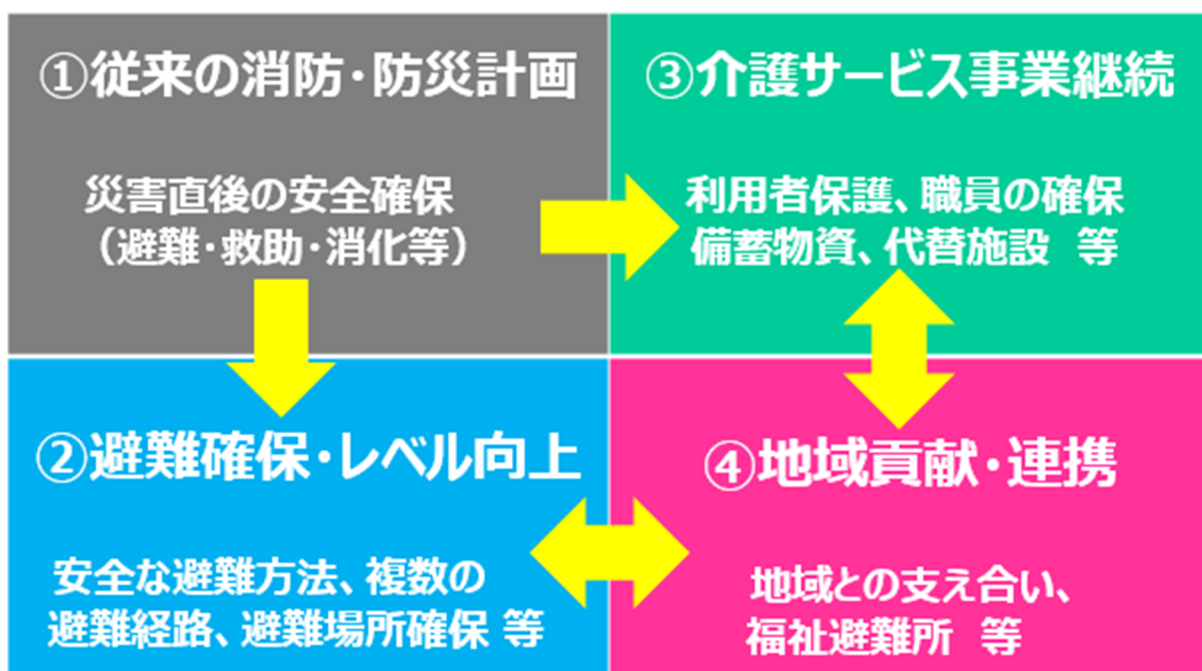 ①従来の消防・防災計画
災害直後の安全確保
（避難・救助・消化等）
③介護サービス事業継続
利用者保護、職員の確保
備蓄物資、代替施設 等
②避難確保・レベル向上
安全な避難方法、複数の
避難経路、避難場所確保 等
④地域貢献・連携
地域との支え合い、
福祉避難所 等